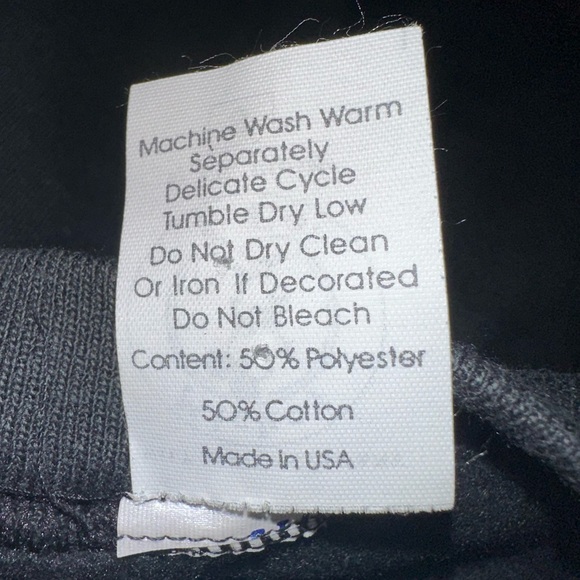 Machine Wash Warm
Separately
Delicate Cycle
Tumble Dry Low
Do Not Dry Clean
Or Iron If Decorated
Do Not Bleach
Content: 50% Polyester
50% Cotton
Made In USA